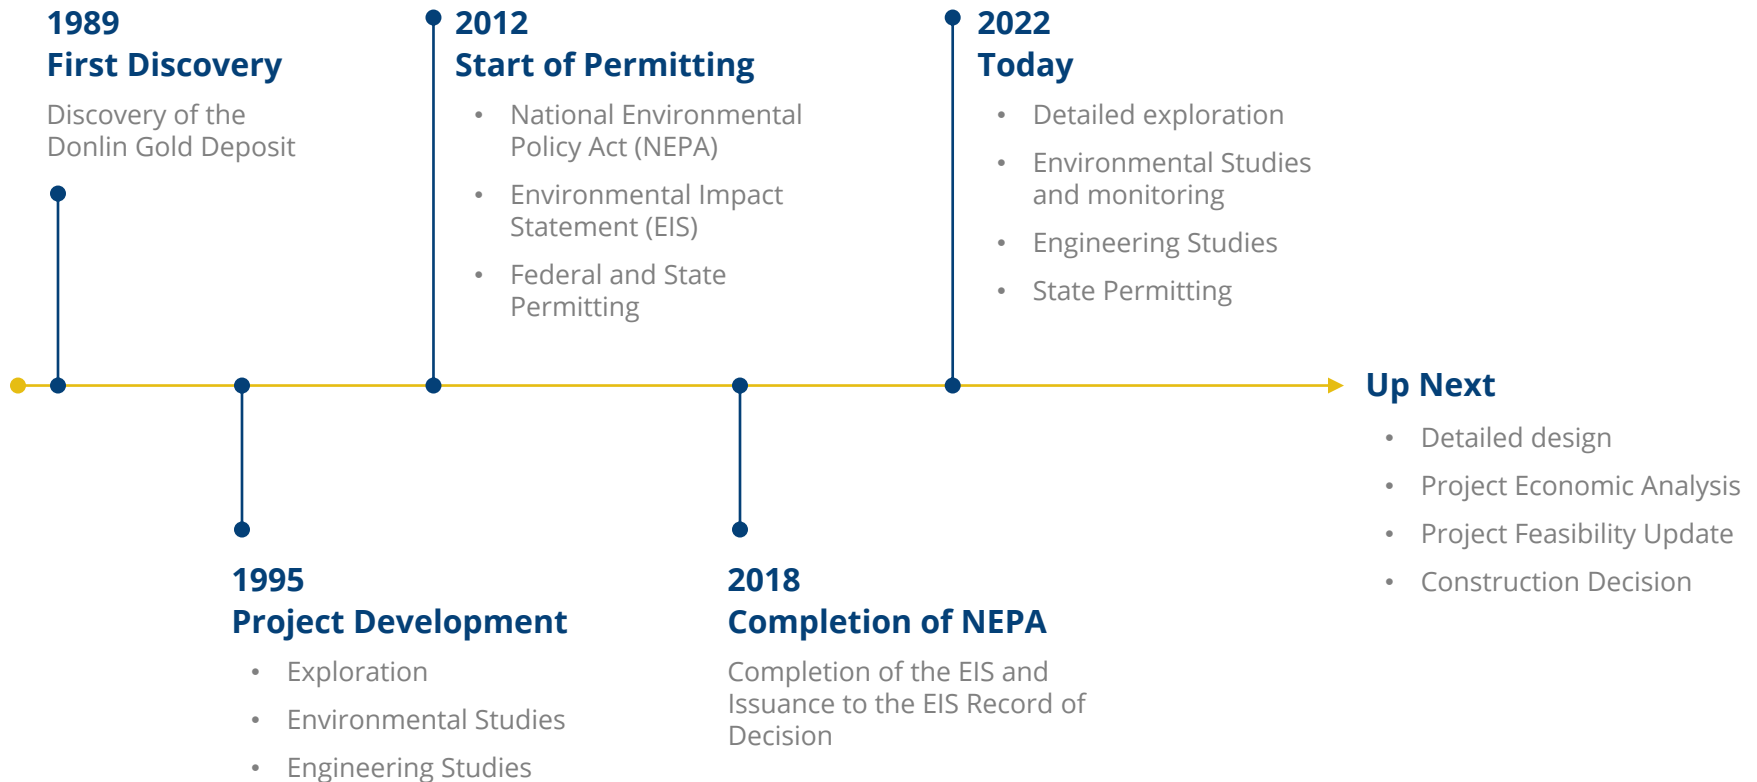 1989
First Discovery
Discovery of the
Donlin Gold Deposit
2012
Start of Permitting
• National Environmental
Policy Act (NEPA)
• Environmental Impact
Statement (EIS)
• Federal and State
Permitting
2022
Today
• Detailed exploration
• Environmental Studies
and monitoring
• Engineering Studies
• State Permitting
Up Next
• Detailed design
• Project Economic Analysis
• Project Feasibility Update
• Construction Decision
1995
Project Development
• Exploration
• Environmental Studies
• Engineering Studies
2018
Completion of NEPA
Completion of the EIS and
Issuance to the EIS Record of
Decision